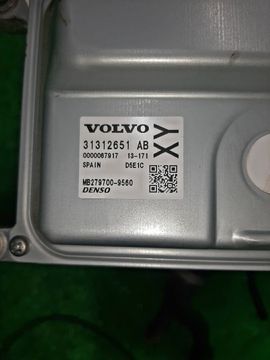 VOLVO
31312651 AB
0000067917 13-171
SPAIN D5E1C
MB279700-9560
DENSO
XY